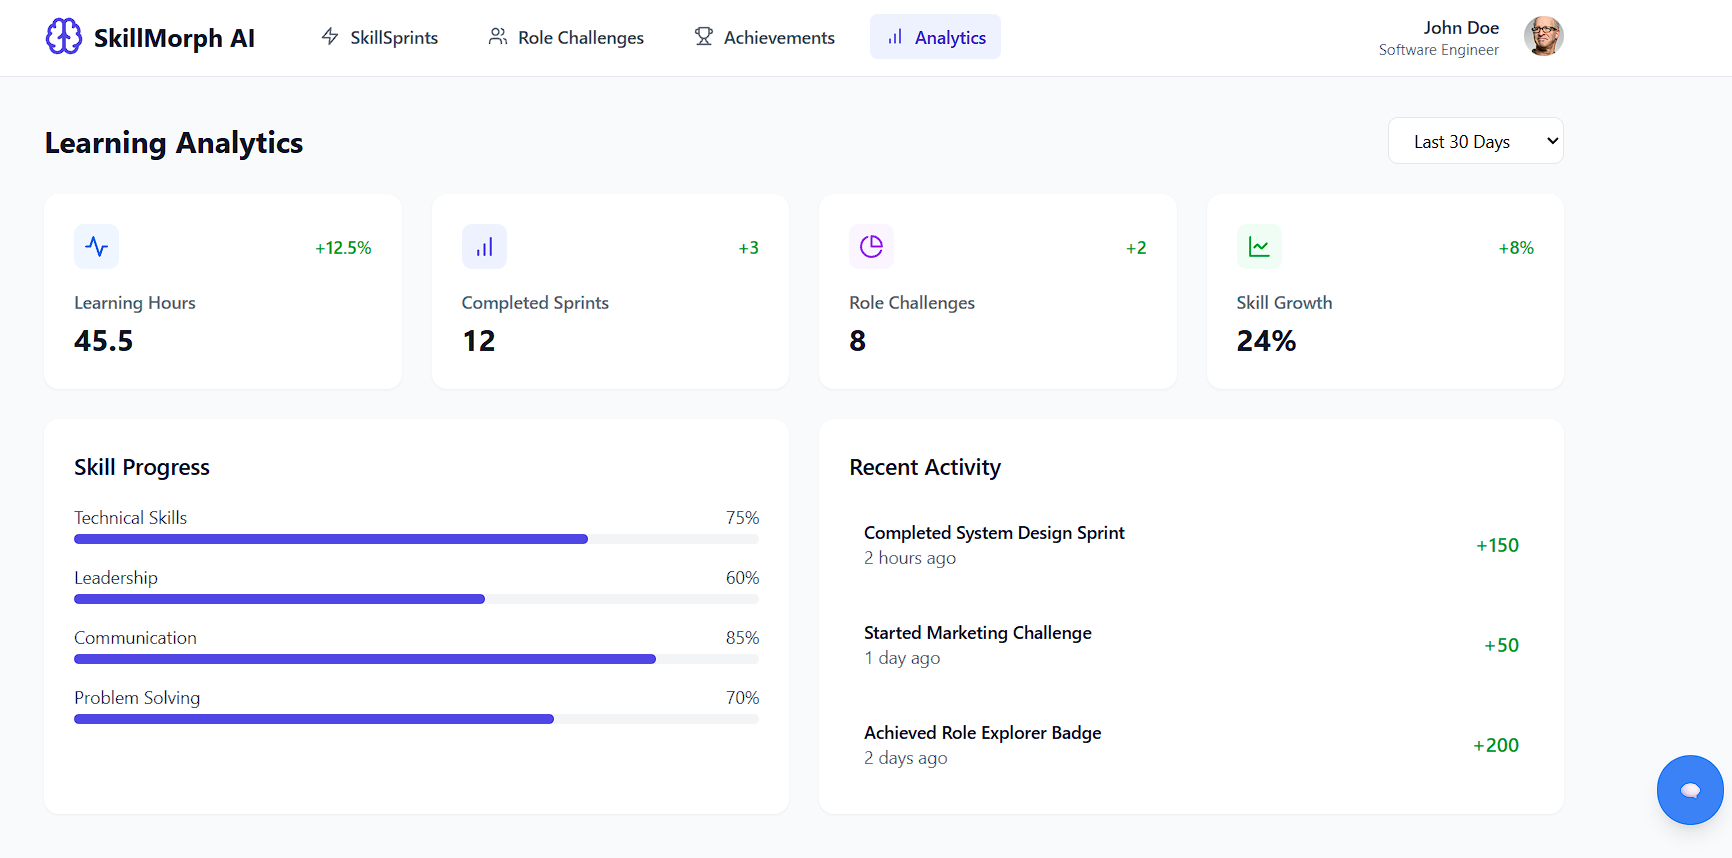 SkillMorph AI
SkillSprints
Role Challenges
Achievements
Analytics
John Doe
Software Engineer
Learning Analytics
Last 30 Days
+12.5%
Learning Hours
45.5
+3
Completed Sprints
12
+2
Role Challenges
8
+8%
Skill Growth
24%
Skill Progress
Technical Skills 75%
Leadership 60%
Communication 85%
Problem Solving 70%
Recent Activity
Completed System Design Sprint
2 hours ago
+150
Started Marketing Challenge
1 day ago
+50
Achieved Role Explorer Badge
2 days ago
+200